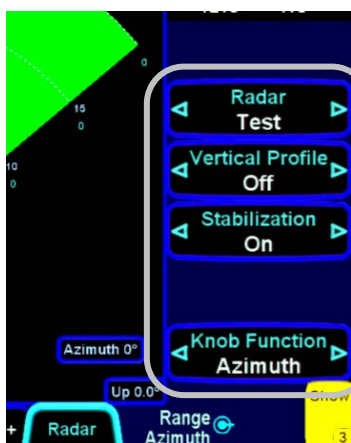 0
15
0
10
0
Radar
Test
Vertical Profile
Off
Stabilization
On
Knob Function
Azimuth
Azimuth 0°
Up 0.0°
Show
+
Radar
Range
Azimuth
3